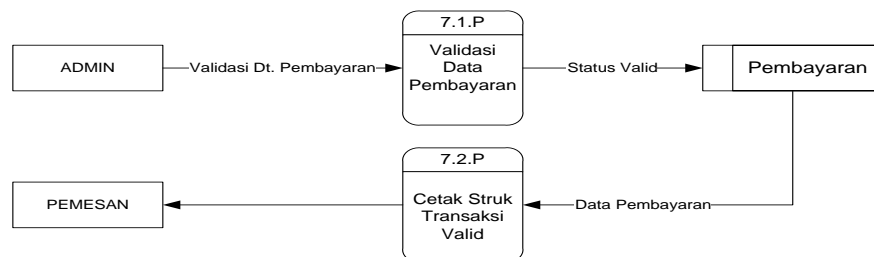 7.1.P
ADMIN
Validasi Dt. Pembayaran
Validasi
Data
Pembayaran
Status Valid
Pembayaran
7.2.P
PEMESAN
Cetak Struk
Transaksi
Valid
Data Pembayaran